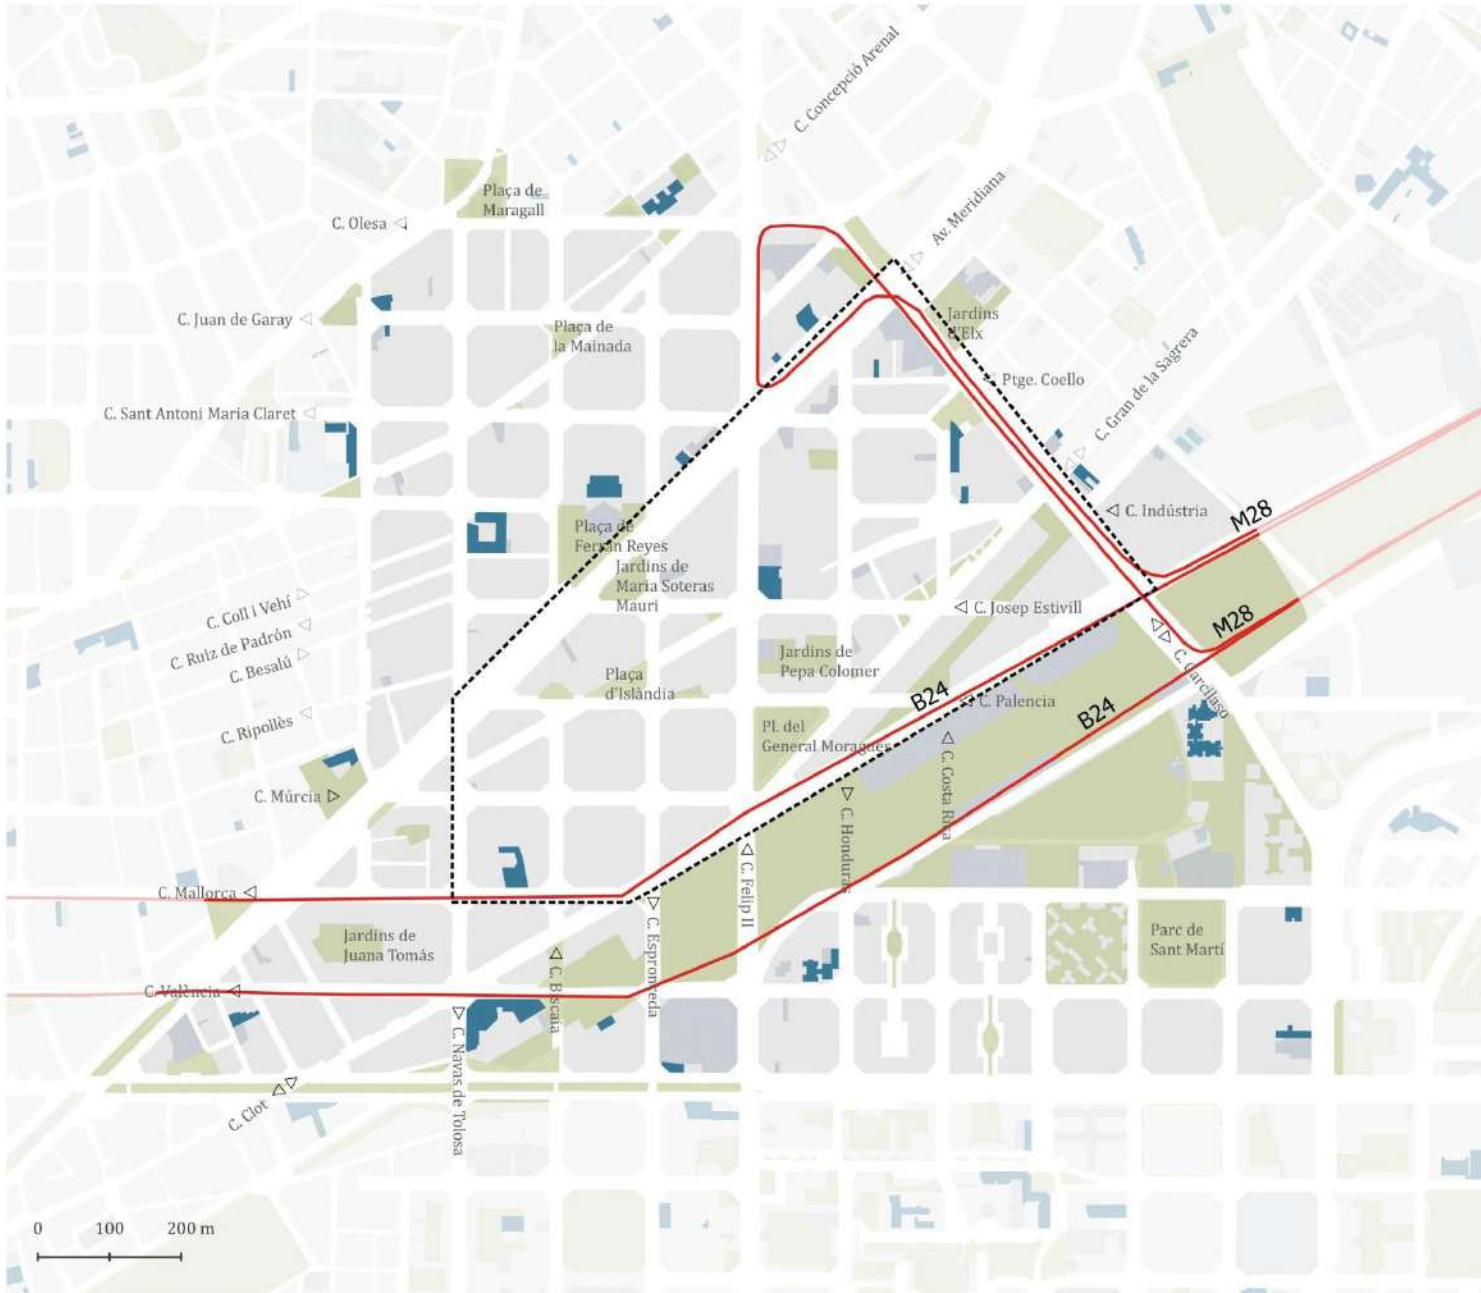 C. Concepció Arenal
Plaça de
Maragall
C. Olesa
Av. Meridiana
C. Juan de Garay
Plaça de
la Mainada
Jardins
d'Elx
Ptge. Coello
C. Gran de la Sagrera
C. Sant Antoni Maria Claret
C. Indústria
M28
Plaça de
Ferran Reyes
Jardins de
Maria Soteras
Mauri
C. Coll i Vehí
C. Josep Estivill
M28
C. Ruiz de Padrón
C. Besalú
Jardins de
Pepa Colomer
Plaça
d'Islàndia
C. Garcilaso
B24
C. Palencia
B24
C. Ripollès
Pl. del
General Moragues
C. Costa Rica
C. Múrcia
C. Honduras
C. Felip II
C. Mallorca
Jardins de
Juana Tomás
C. Espronceda
Parc de
Sant Martí
C. Biscaia
C. València
C. Navas de Tolosa
C. Clot
0 100 200 m